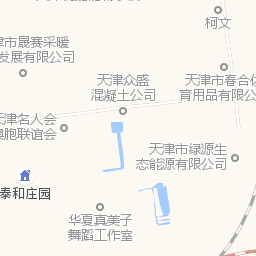 柯文
津市晟赛采暖
发展有限公司
天津众盛
混凝土公司
天津市春合体
育用品有限公
天津名人会
胞联谊会
天津市绿源生
态能源有限公司
泰和庄园
华夏真美子
舞蹈工作室